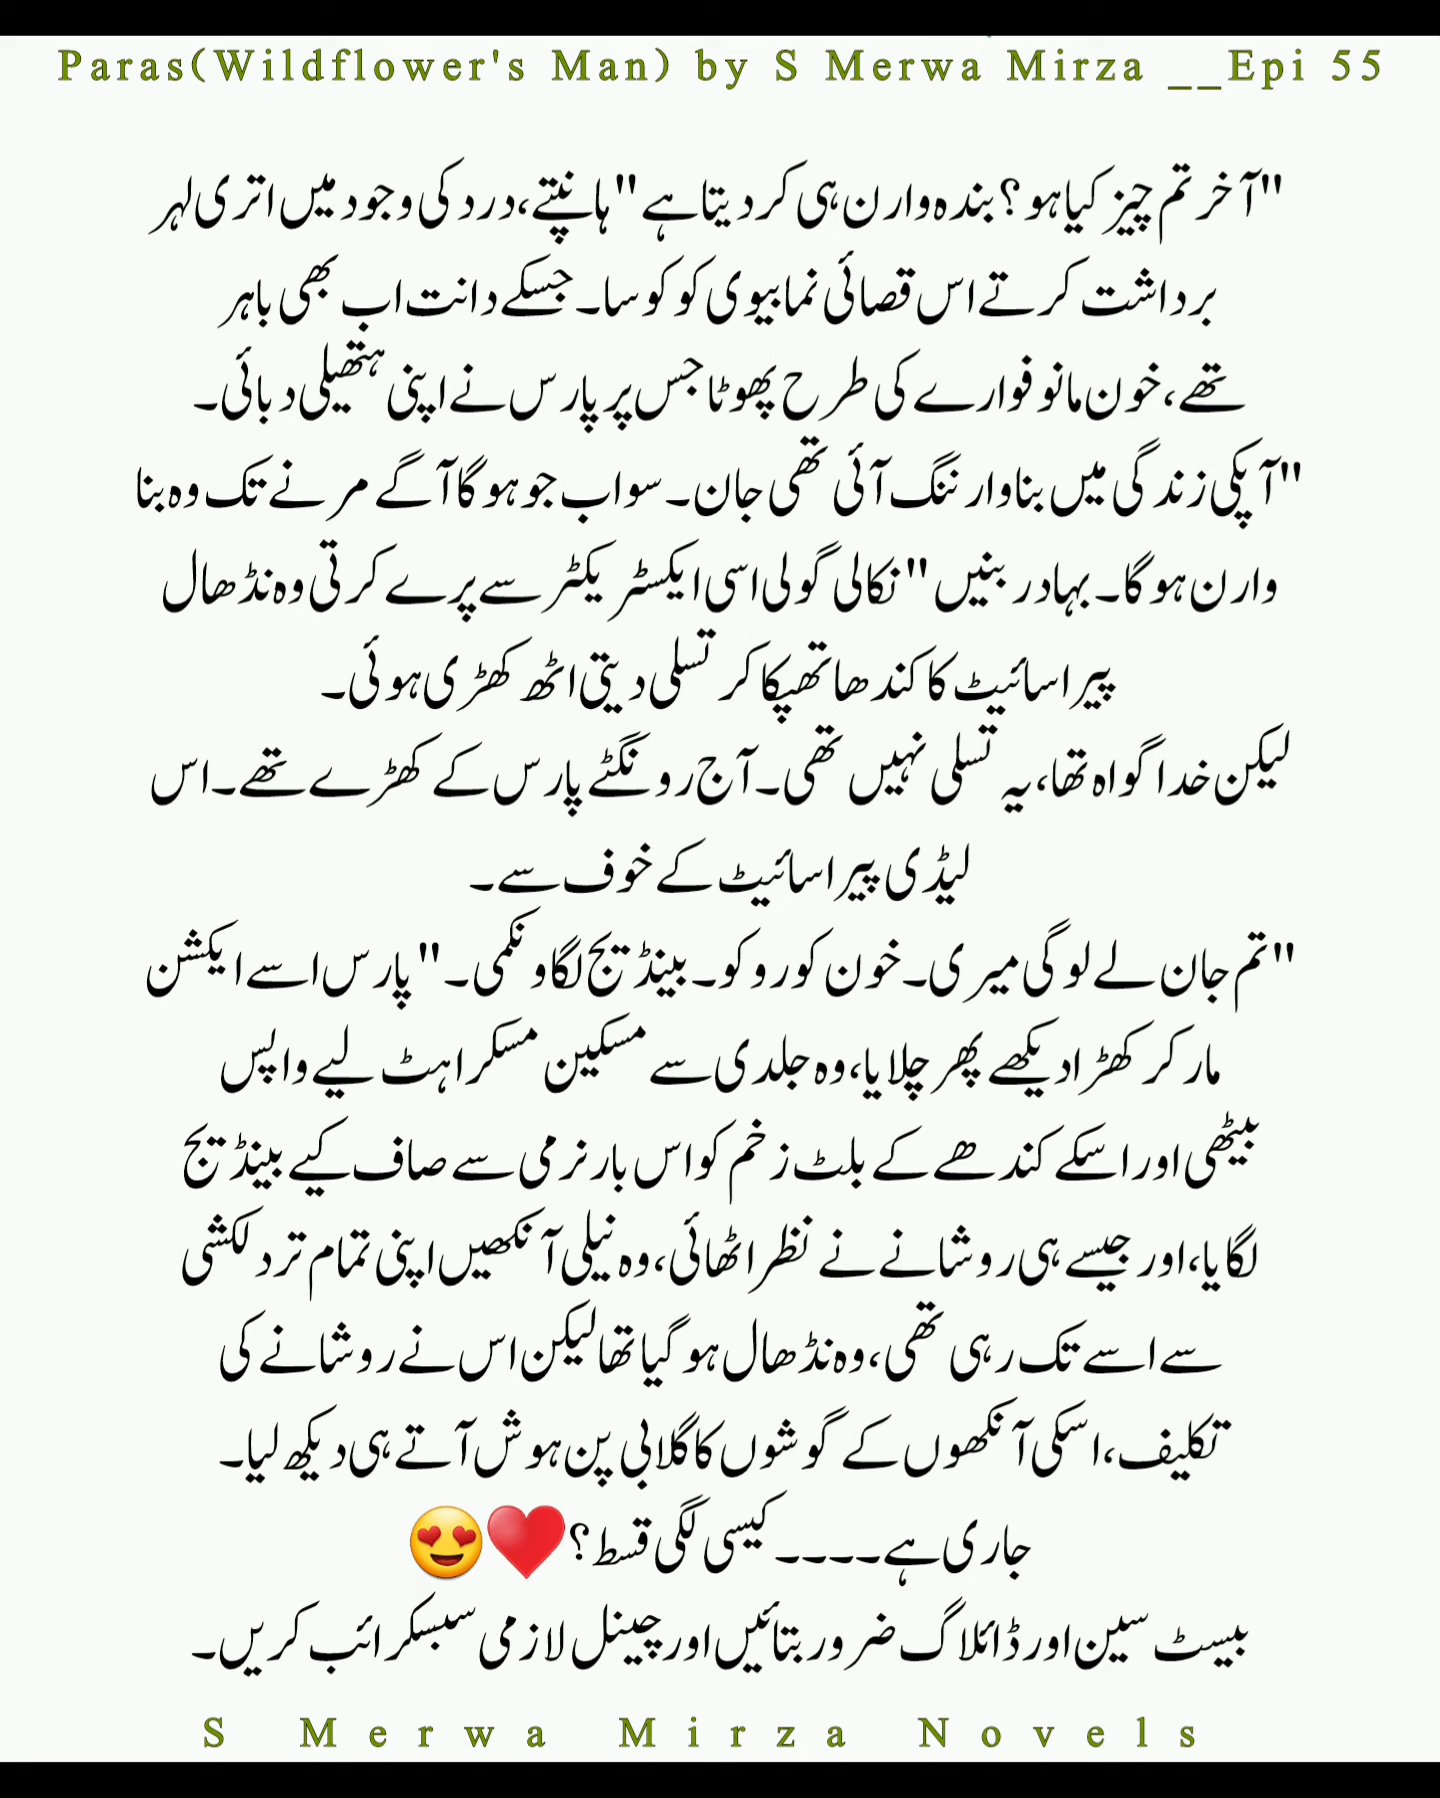 Paras(Wildflower's Man) by S Merwa Mirza __Epi 55
"آخر تم چیز کیا ہو؟ بندہ وارن ہی کر دیتا ہے" ہانپتے، درد کی وجود میں اتری لہر
برداشت کرتے اس قصائی نما بیوی کو کوسا۔ جسکے دانت اب بھی باہر
تھے، خون مانو فوارے کی طرح پھوٹا جس پر پارس نے اپنی ہتھیلی دبائی۔
"آپکی زندگی میں بنا وارننگ آئی تھی جان۔ سو اب جو ہو گا آگے مرنے تک وہ بنا
وارن ہو گا۔ بہادر بنیں" نکالی گولی اسی ایکسٹریکٹر سے پرے کرتی وہ نڈھال
پیراسائیٹ کا کندھا تھپکا کر تسلی دیتی اٹھ کھڑی ہوئی۔
لیکن خدا گواہ تھا، یہ تسلی نہیں تھی۔ آج رونگٹے پارس کے کھڑے تھے۔ اس
لیڈی پیراسائیٹ کے خوف سے۔
"تم جان لے لو گی میری۔ خون کو روکو۔ بینڈیج لگاو نکمی۔" پارس اسے ایکشن
مار کر کھڑا دیکھے پھر چلایا، وہ جلدی سے مسکین مسکراہٹ لیے واپس
بیٹھی اور اسکے کندھے کے بلٹ زخم کو اس بار نرمی سے صاف کیے بینڈیج
لگایا، اور جیسے ہی روشانے نے نظر اٹھائی، وہ نیلی آنکھیں اپنی تمام تر دلکشی
سے اسے تک رہی تھی، وہ نڈھال ہو گیا تھا لیکن اس نے روشانے کی
تکلیف، اسکی آنکھوں کے گوشوں کا گلابی پن ہوش آتے ہی دیکھ لیا۔
جاری ہے۔۔۔۔ کیسی لگی قسط؟❤️😍
بیسٹ سین اور ڈائلاگ ضرور بتائیں اور چینل لازمی سبسکرائب کریں۔
S Merwa Mirza Novels